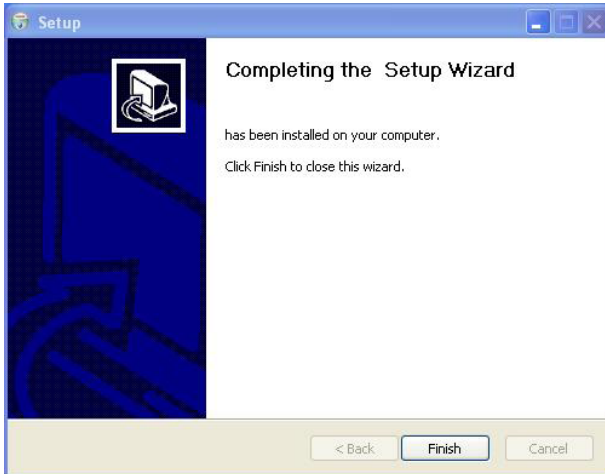 Setup
Completing the Setup Wizard
has been installed on your computer.
Click Finish to close this wizard.
< Back
Finish
Cancel